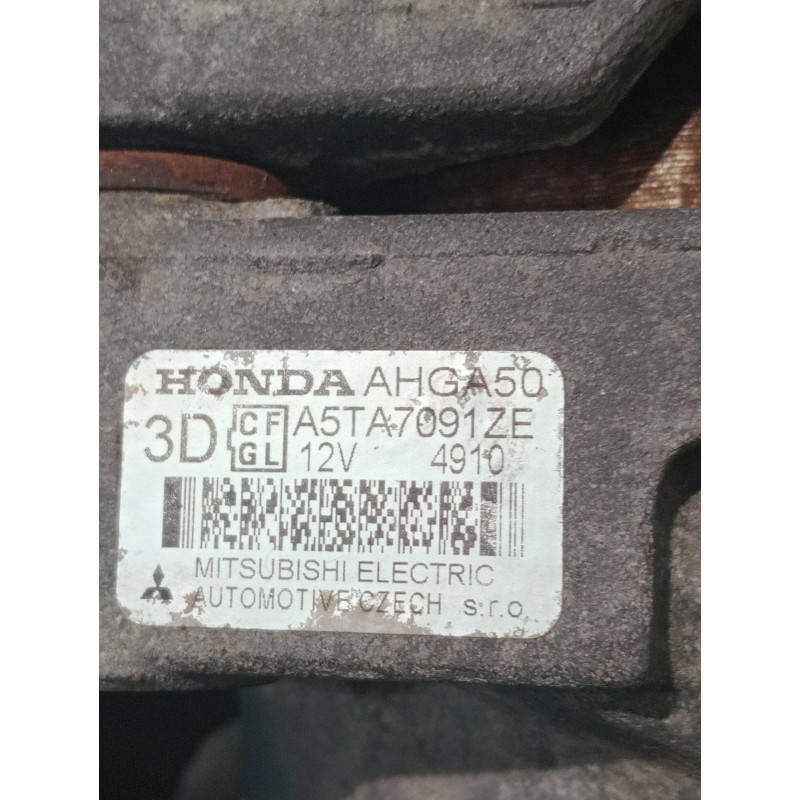 HONDA AHGA50
3D CF GL A5TA7091ZE
12V 4910
MITSUBISHI ELECTRIC
AUTOMOTIVE CZECH s.r.o